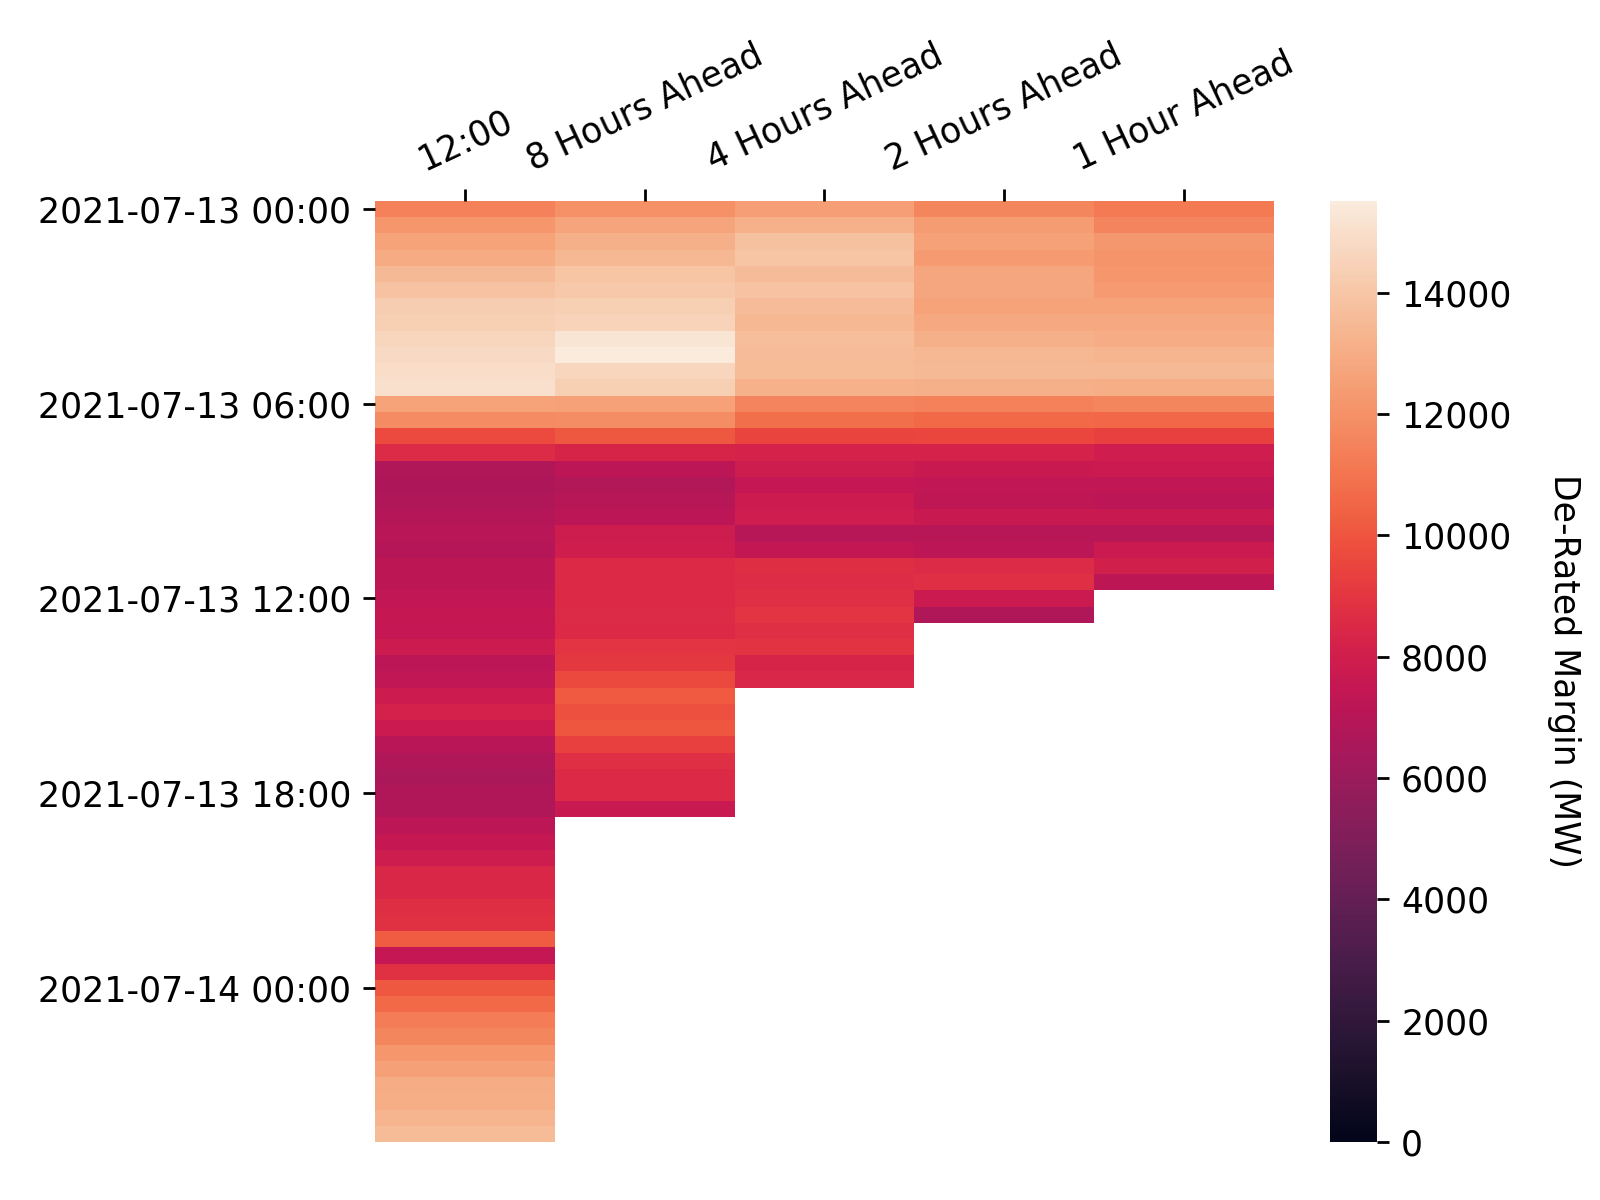 12:00
8 Hours Ahead
4 Hours Ahead
2 Hours Ahead
1 Hour Ahead
2021-07-13 00:00
2021-07-13 06:00
2021-07-13 12:00
2021-07-13 18:00
2021-07-14 00:00
14000
12000
10000
8000
6000
4000
2000
0
De-Rated Margin (MW)